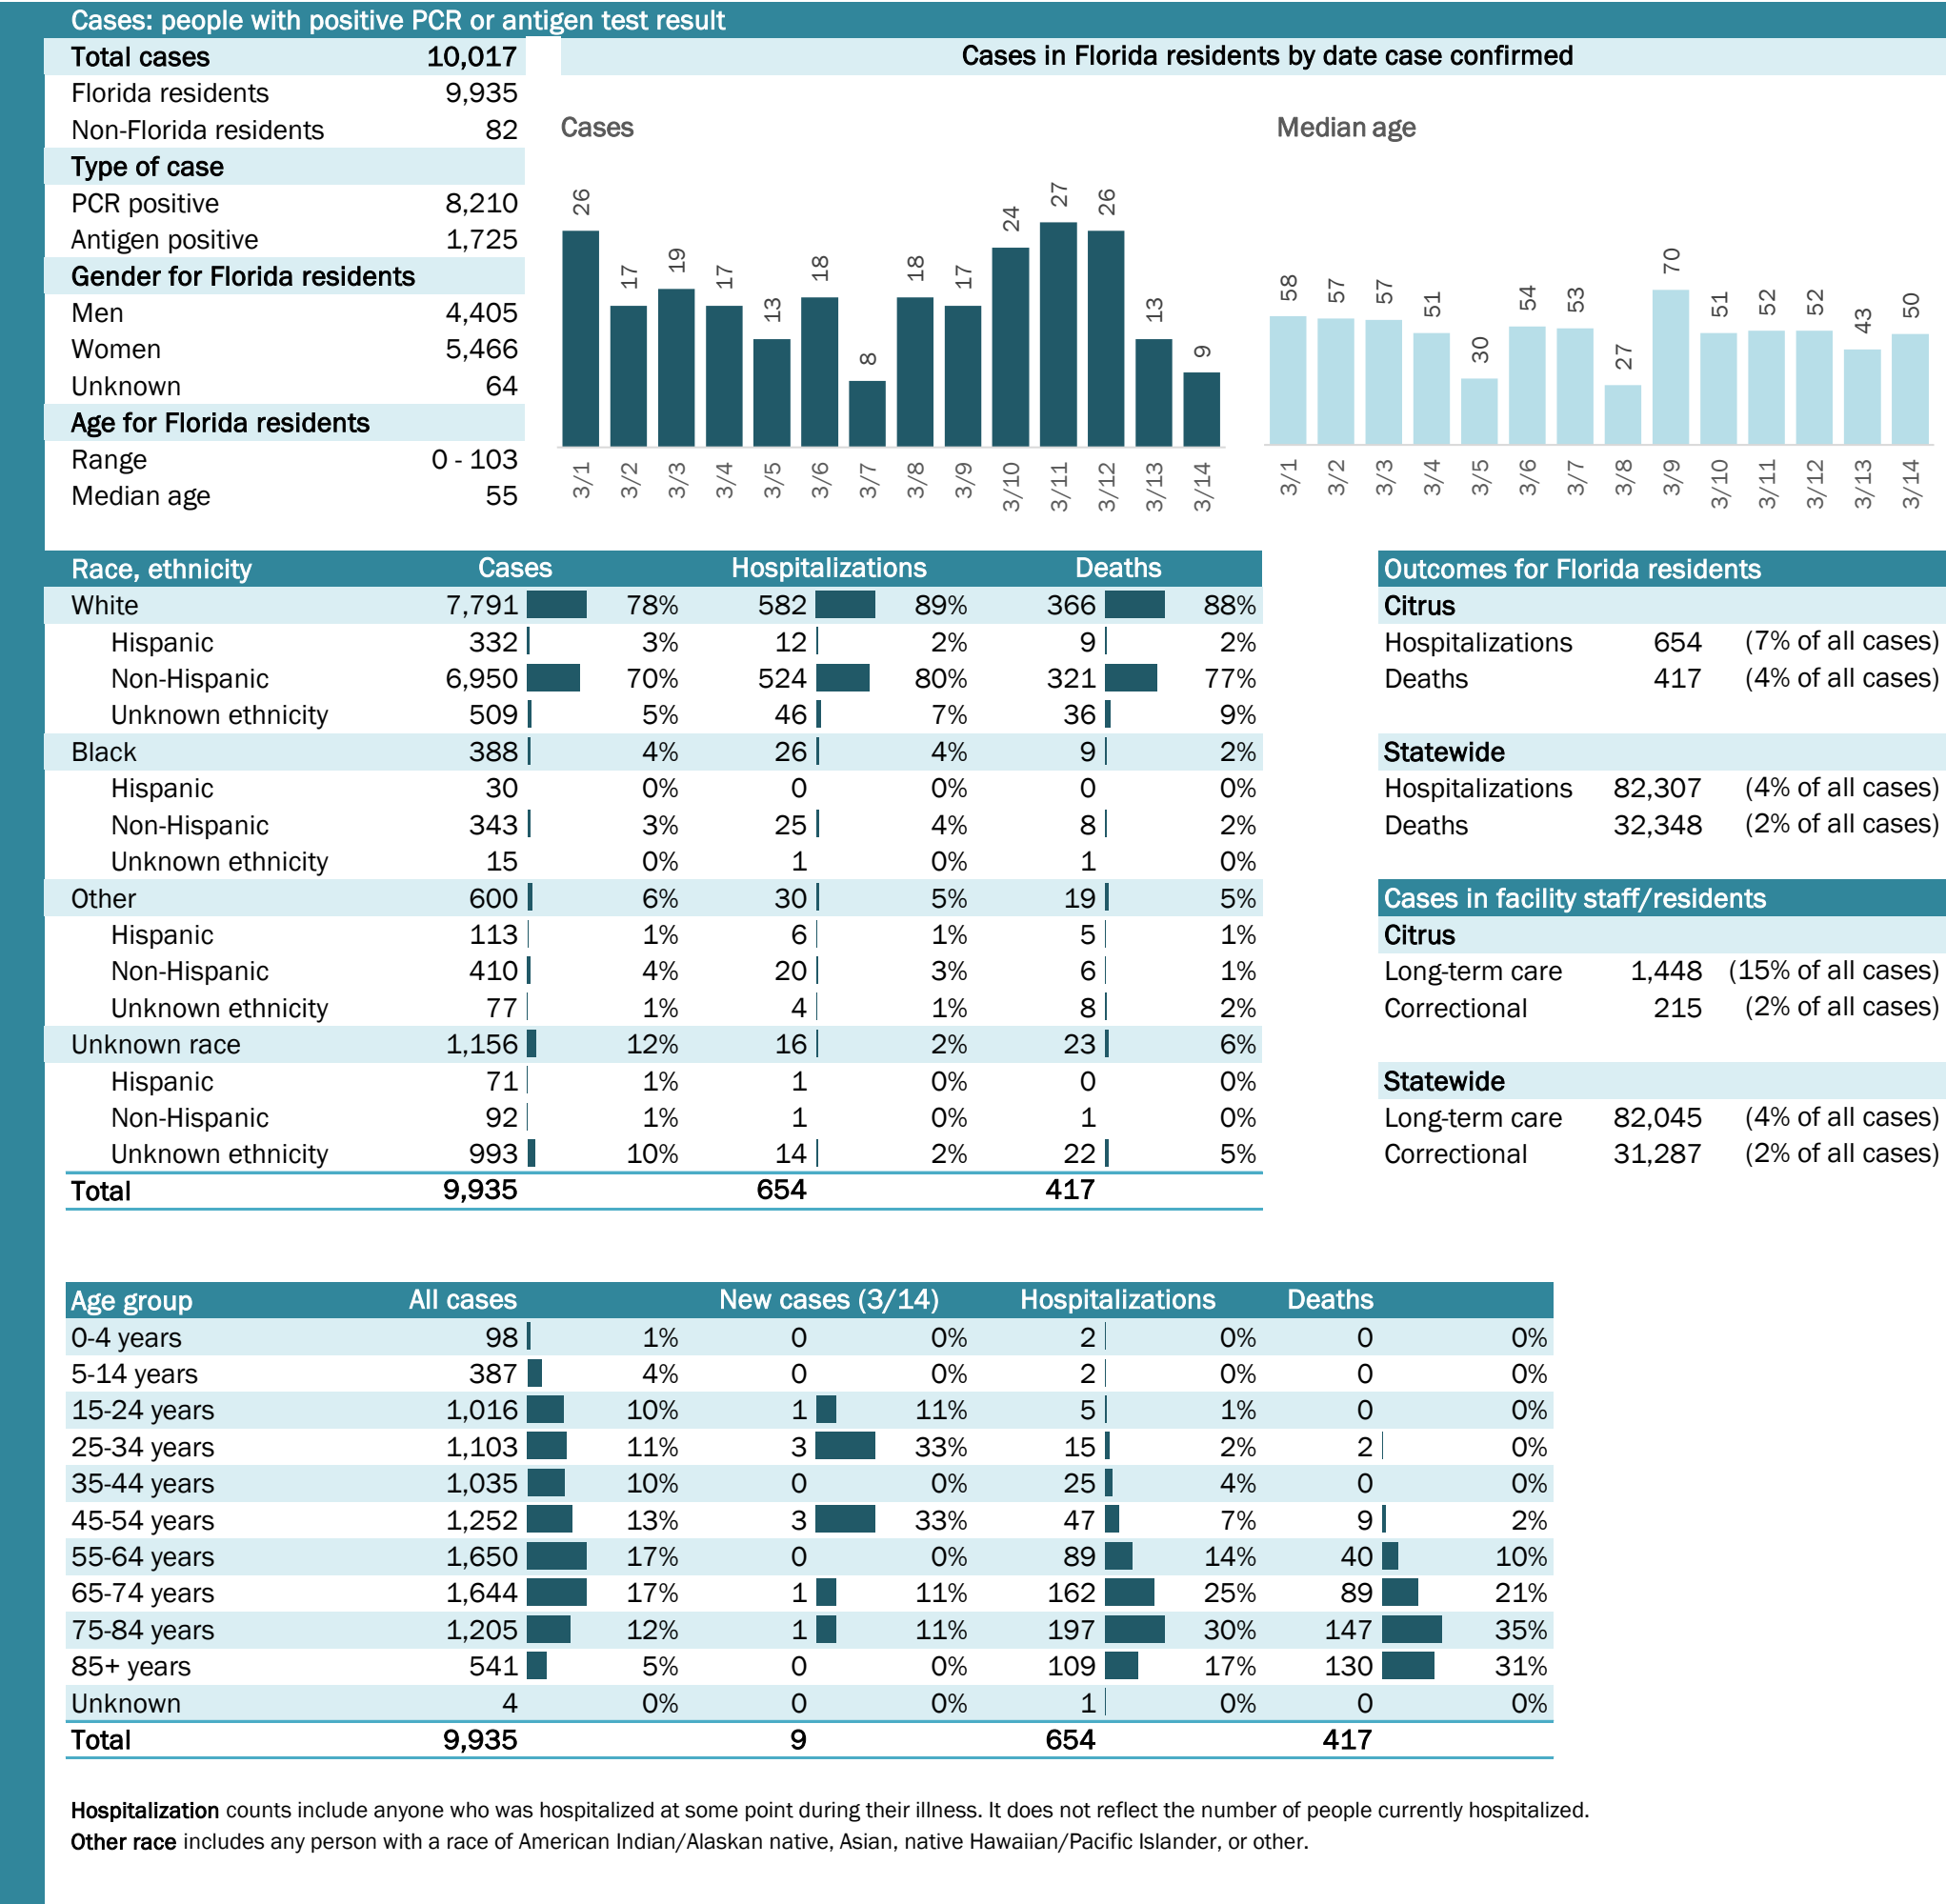 Cases: people with positive PCR or antigen test result
Total cases 10,017
Florida residents 9,935
Non-Florida residents 82
Type of case
PCR positive 8,210
Antigen positive 1,725
Gender for Florida residents
Men 4,405
Women 5,466
Unknown 64
Age for Florida residents
Range 0 - 103
Median age 55
Cases in Florida residents by date case confirmed
Cases
26 17 19 17 13 18 8 18 17 24 27 26 13 9
3/1 3/2 3/3 3/4 3/5 3/6 3/7 3/8 3/9 3/10 3/11 3/12 3/13 3/14
Median age
58 57 57 51 30 54 53 27 70 51 52 52 43 50
3/1 3/2 3/3 3/4 3/5 3/6 3/7 3/8 3/9 3/10 3/11 3/12 3/13 3/14
Race, ethnicity Cases Hospitalizations Deaths
White 7,791 78% 582 89% 366 88%
Hispanic 332 3% 12 2% 9 2%
Non-Hispanic 6,950 70% 524 80% 321 77%
Unknown ethnicity 509 5% 46 7% 36 9%
Black 388 4% 26 4% 9 2%
Hispanic 30 0% 0 0% 0 0%
Non-Hispanic 343 3% 25 4% 8 2%
Unknown ethnicity 15 0% 1 0% 1 0%
Other 600 6% 30 5% 19 5%
Hispanic 113 1% 6 1% 5 1%
Non-Hispanic 410 4% 20 3% 6 1%
Unknown ethnicity 77 1% 4 1% 8 2%
Unknown race 1,156 12% 16 2% 23 6%
Hispanic 71 1% 1 0% 0 0%
Non-Hispanic 92 1% 1 0% 1 0%
Unknown ethnicity 993 10% 14 2% 22 5%
Total 9,935 654 417
Outcomes for Florida residents
Citrus
Hospitalizations 654 (7% of all cases)
Deaths 417 (4% of all cases)
Statewide
Hospitalizations 82,307 (4% of all cases)
Deaths 32,348 (2% of all cases)
Cases in facility staff/residents
Citrus
Long-term care 1,448 (15% of all cases)
Correctional 215 (2% of all cases)
Statewide
Long-term care 82,045 (4% of all cases)
Correctional 31,287 (2% of all cases)
Age group All cases New cases (3/14) Hospitalizations Deaths
0-4 years 98 1% 0 0% 2 0% 0 0%
5-14 years 387 4% 0 0% 2 0% 0 0%
15-24 years 1,016 10% 1 11% 5 1% 0 0%
25-34 years 1,103 11% 3 33% 15 2% 2 0%
35-44 years 1,035 10% 0 0% 25 4% 0 0%
45-54 years 1,252 13% 3 33% 47 7% 9 2%
55-64 years 1,650 17% 0 0% 89 14% 40 10%
65-74 years 1,644 17% 1 11% 162 25% 89 21%
75-84 years 1,205 12% 1 11% 197 30% 147 35%
85+ years 541 5% 0 0% 109 17% 130 31%
Unknown 4 0% 0 0% 1 0% 0 0%
Total 9,935 9 654 417
Hospitalization counts include anyone who was hospitalized at some point during their illness. It does not reflect the number of people currently hospitalized.
Other race includes any person with a race of American Indian/Alaskan native, Asian, native Hawaiian/Pacific Islander, or other.